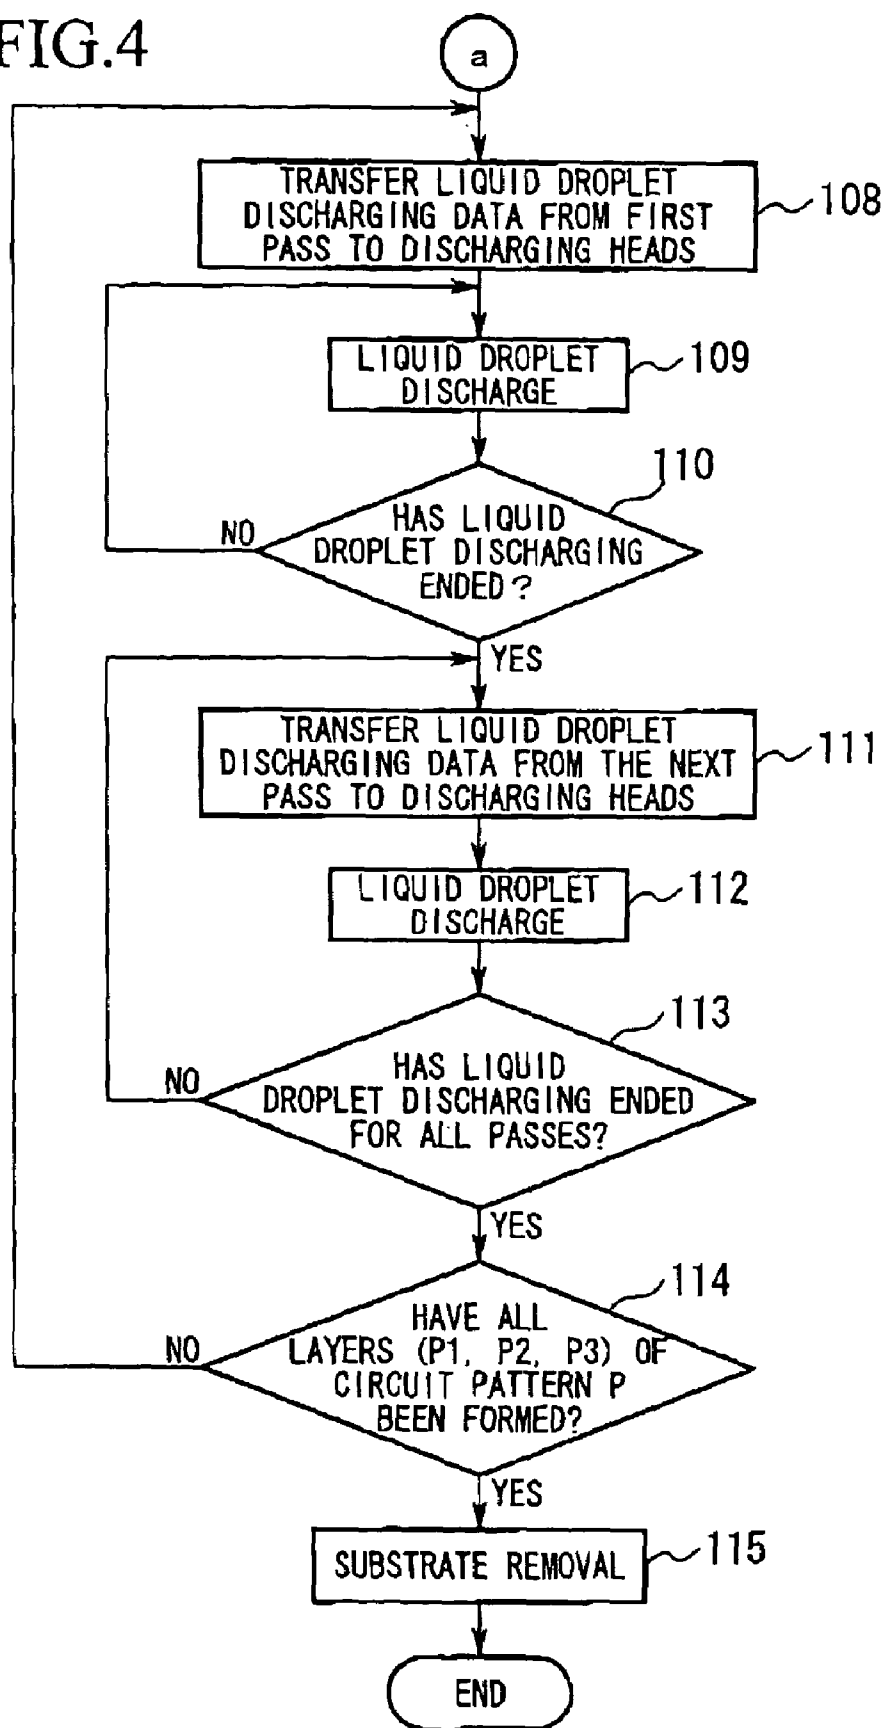 FIG.4
a
TRANSFER LIQUID DROPLET
DISCHARGING DATA FROM FIRST
PASS TO DISCHARGING HEADS
108
LIQUID DROPLET
DISCHARGE
109
110
HAS LIQUID
DROPLET DISCHARGING
ENDED?
NO
YES
TRANSFER LIQUID DROPLET
DISCHARGING DATA FROM THE NEXT
PASS TO DISCHARGING HEADS
111
LIQUID DROPLET
DISCHARGE
112
113
HAS LIQUID
DROPLET DISCHARGING ENDED
FOR ALL PASSES?
NO
YES
114
HAVE ALL
LAYERS (P1, P2, P3) OF
CIRCUIT PATTERN P
BEEN FORMED?
NO
YES
SUBSTRATE REMOVAL
115
END